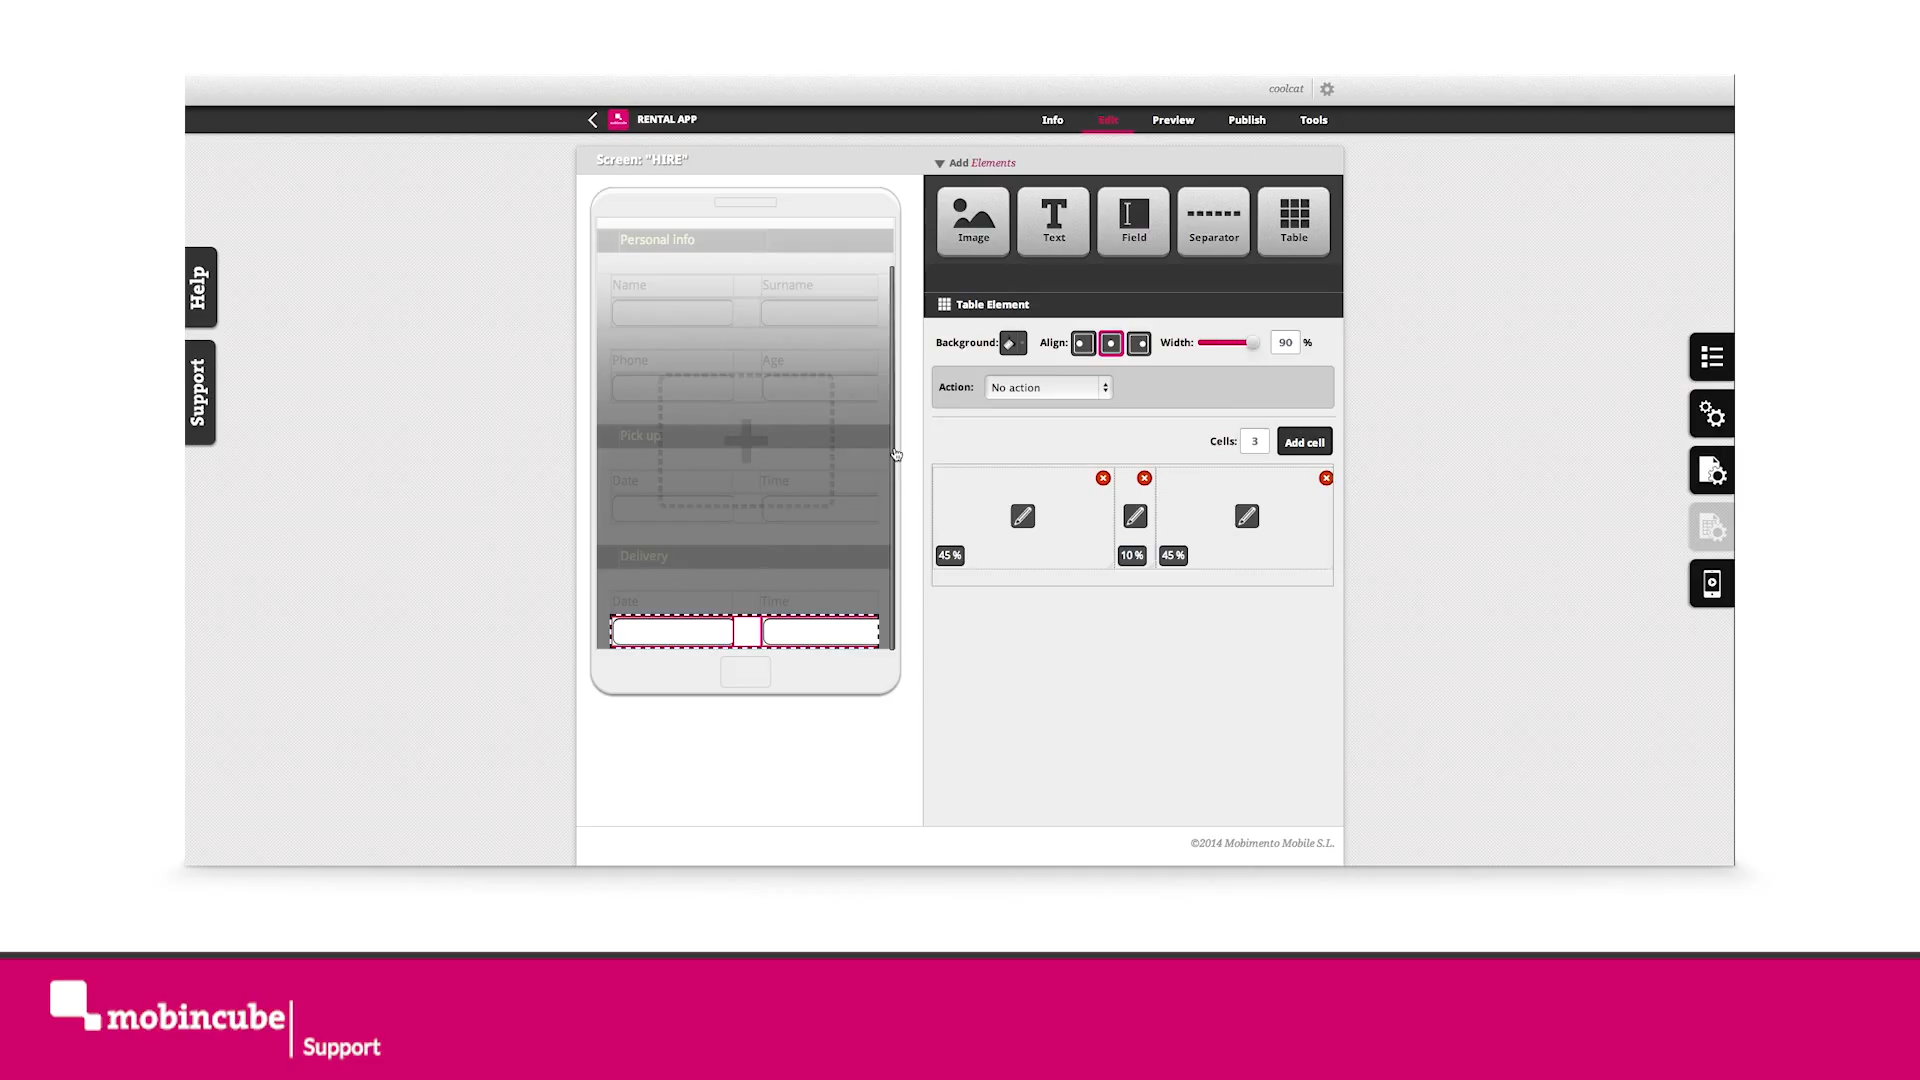 coolcat
RENTAL APP
Info
Edit
Preview
Publish
Tools
Screen: "HIRE"
Add Elements
Image
Text
Field
Separator
Table
Table Element
Background:
Align:
Width:
90
%
Action:
No action
Cells:
3
Add cell
45 %
10 %
45 %
Personal info
Name
Surname
Phone
Age
Pick up
Date
Time
Delivery
Date
Time
Help
Support
©2014 Mobimento Mobile S.L.
mobincube
Support